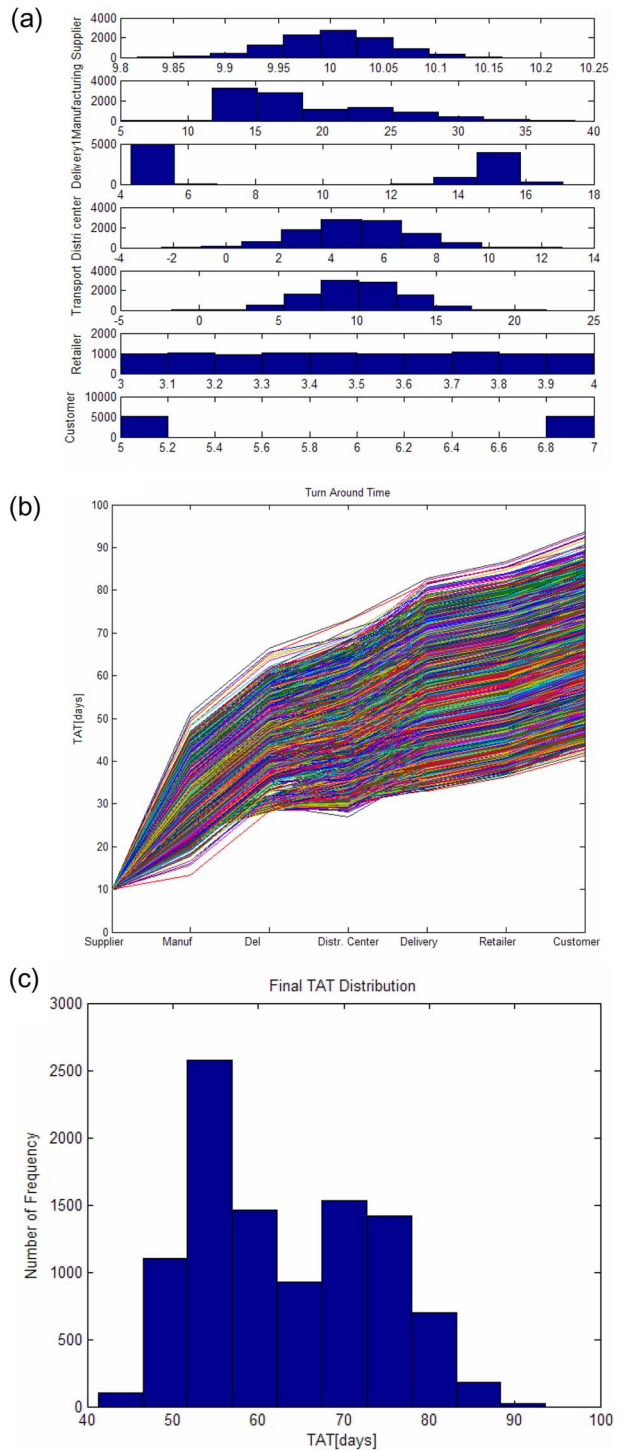 (a)
Supplier
4000
2000
0
9.8 9.85 9.9 9.95 10 10.05 10.1 10.15 10.2 10.25
Manufacturing
4000
2000
0
5 10 15 20 25 30 35 40
Delivery1
5000
0
4 6 8 10 12 14 16 18
Distri center
4000
2000
0
-4 -2 0 2 4 6 8 10 12 14
Transport
4000
2000
0
-5 0 5 10 15 20 25
Retailer
2000
1000
0
3 3.1 3.2 3.3 3.4 3.5 3.6 3.7 3.8 3.9 4
Customer
10000
5000
0
5 5.2 5.4 5.6 5.8 6 6.2 6.4 6.6 6.8 7
(b)
Turn Around Time
TAT[days]
100
90
80
70
60
50
40
30
20
10
0
Supplier Manuf Del Distr. Center Delivery Retailer Customer
(c)
Final TAT Distribution
Number of Frequency
3000
2500
2000
1500
1000
500
0
40 50 60 70 80 90 100
TAT[days]